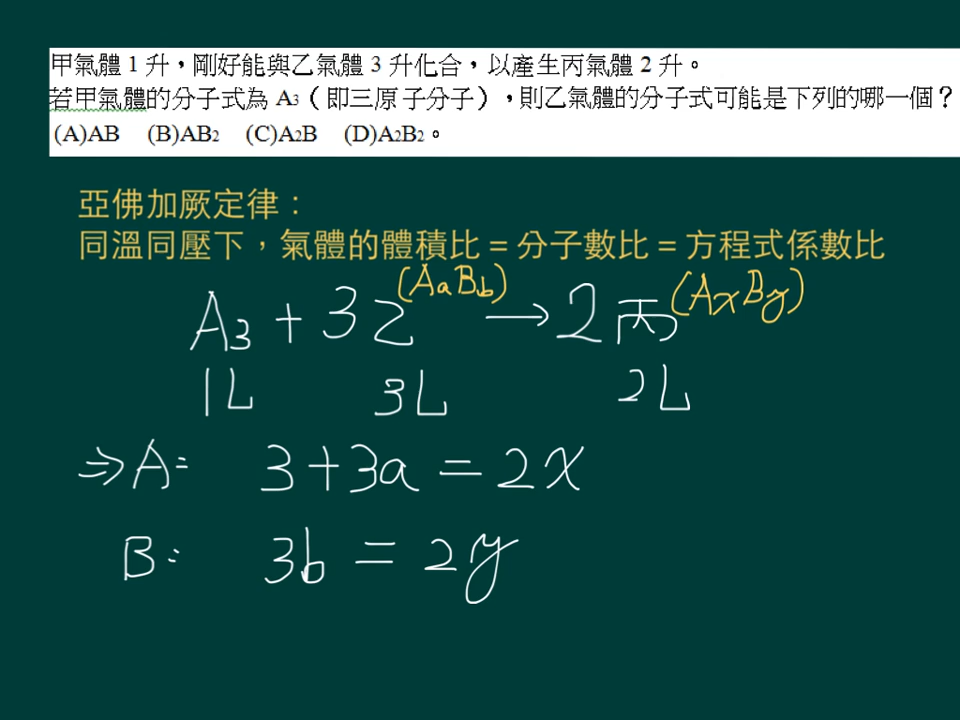 甲氣體 1 升，剛好能與乙氣體 3 升化合，以產生丙氣體 2 升。
若甲氣體的分子式為 A3（即三原子分子），則乙氣體的分子式可能是下列的哪一個？
(A)AB (B)AB2 (C)A2B (D)A2B2。
亞佛加厥定律：
同溫同壓下，氣體的體積比 = 分子數比 = 方程式係數比
A3 + 3乙 (AaBb) → 2丙 (AxBy)
1L 3L 2L
⇒ A: 3 + 3a = 2x
B: 3b = 2y